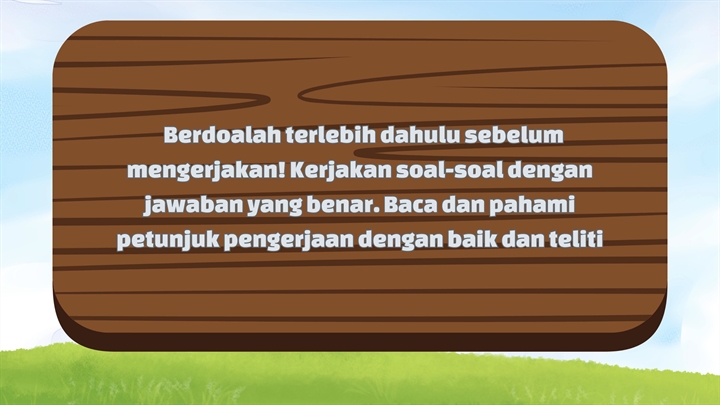 Berdoalah terlebih dahulu sebelum
mengerjakan! Kerjakan soal-soal dengan
jawaban yang benar. Baca dan pahami
petunjuk pengerjaan dengan baik dan teliti